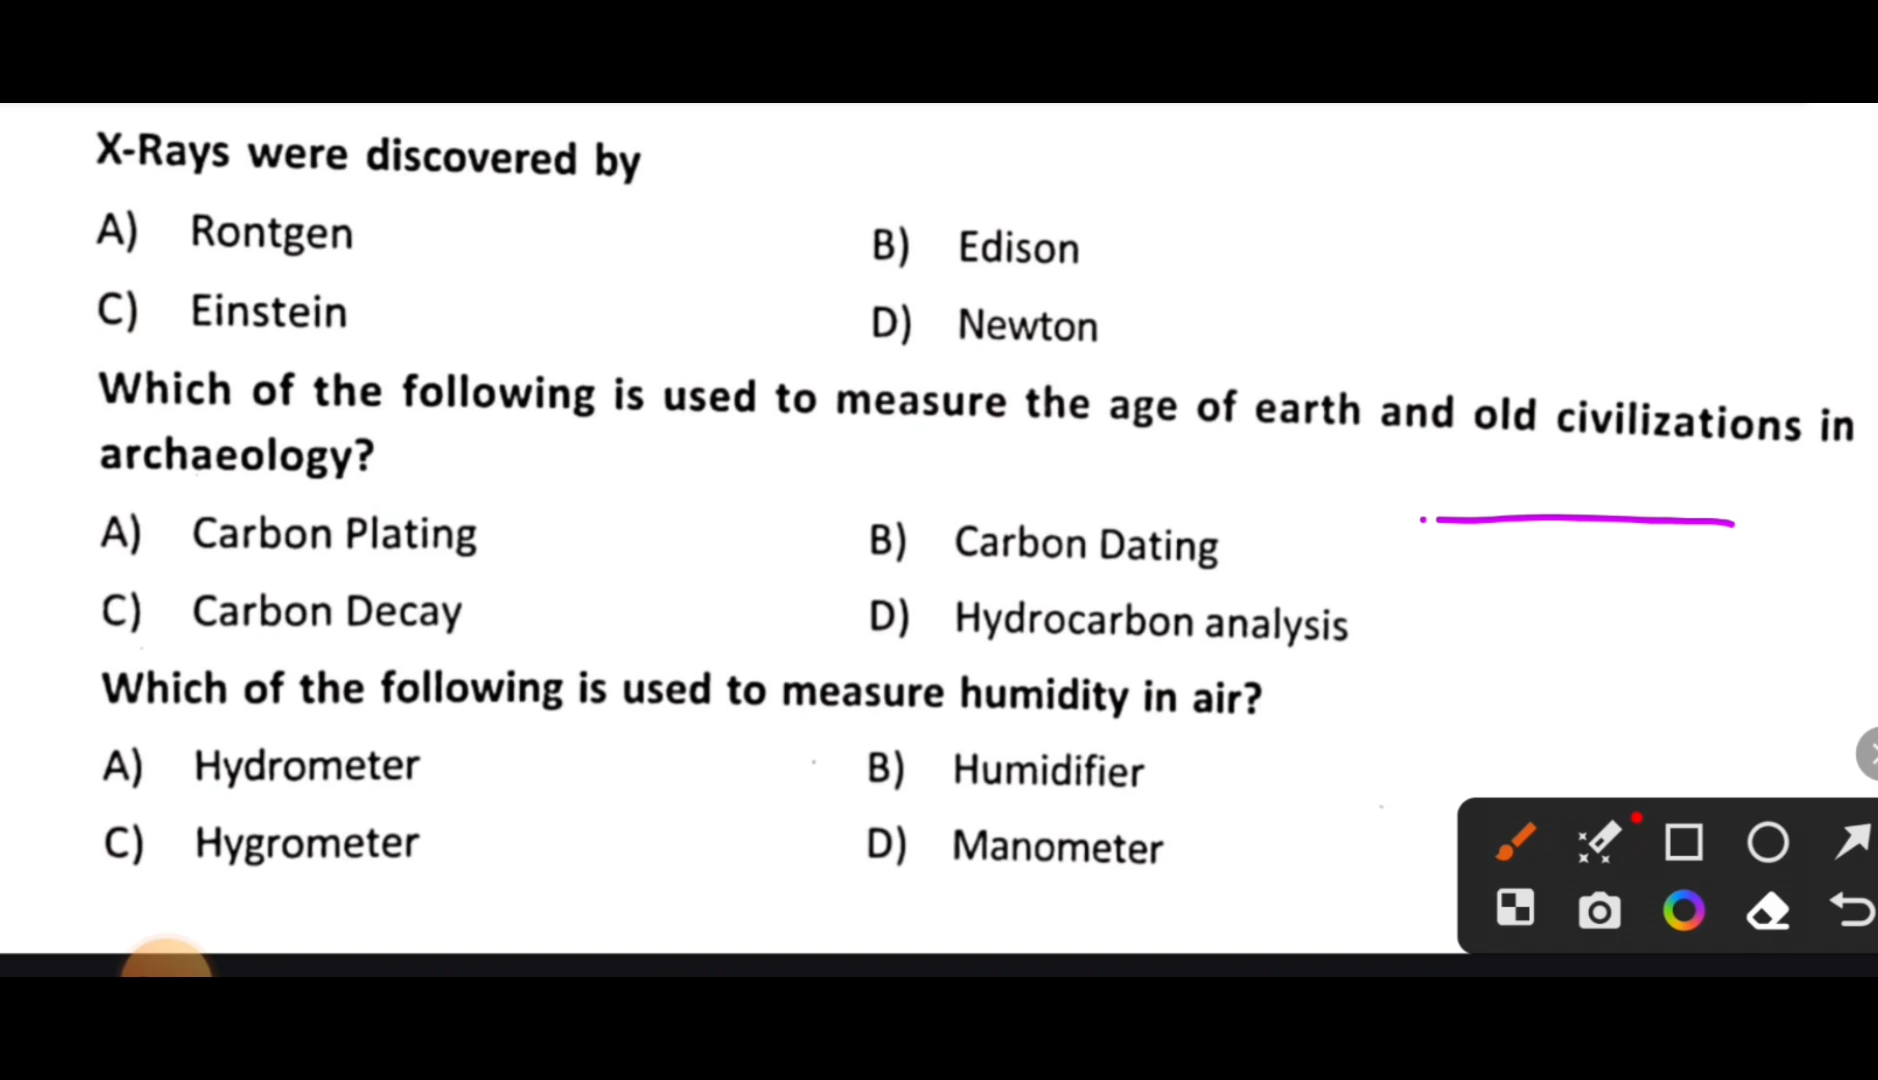 X-Rays were discovered by
A) Rontgen B) Edison
C) Einstein D) Newton
Which of the following is used to measure the age of earth and old civilizations in
archaeology?
A) Carbon Plating B) Carbon Dating
C) Carbon Decay D) Hydrocarbon analysis
Which of the following is used to measure humidity in air?
A) Hydrometer B) Humidifier
C) Hygrometer D) Manometer